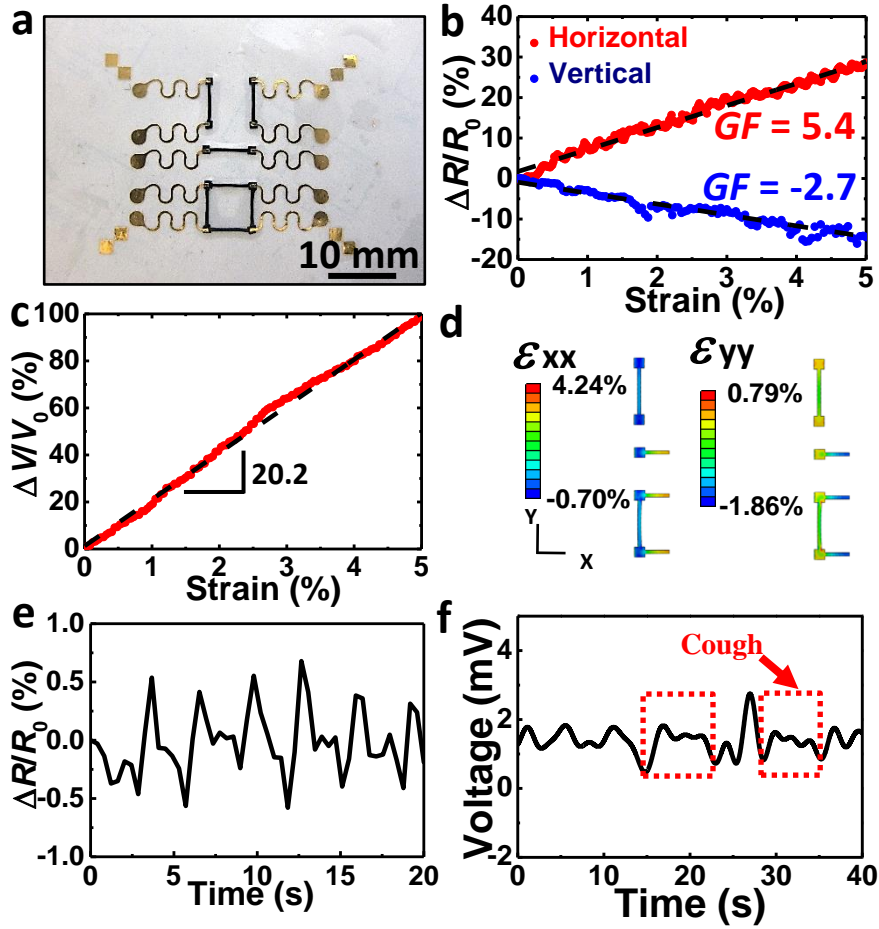 a
10 mm
b
ΔR/R0 (%)
40
30
20
10
0
-10
-20
Horizontal
Vertical
GF = 5.4
GF = -2.7
0 1 2 3 4 5
Strain (%)
c
ΔV/V0 (%)
100
80
60
40
20
0
20.2
0 1 2 3 4 5
Strain (%)
d
εxx
4.24%
-0.70%
Y
X
εyy
0.79%
-1.86%
e
ΔR/R0 (%)
1.0
0.5
0.0
-0.5
-1.0
0 5 10 15 20
Time (s)
f
Voltage (mV)
4
2
0
-2
Cough
0 10 20 30 40
Time (s)